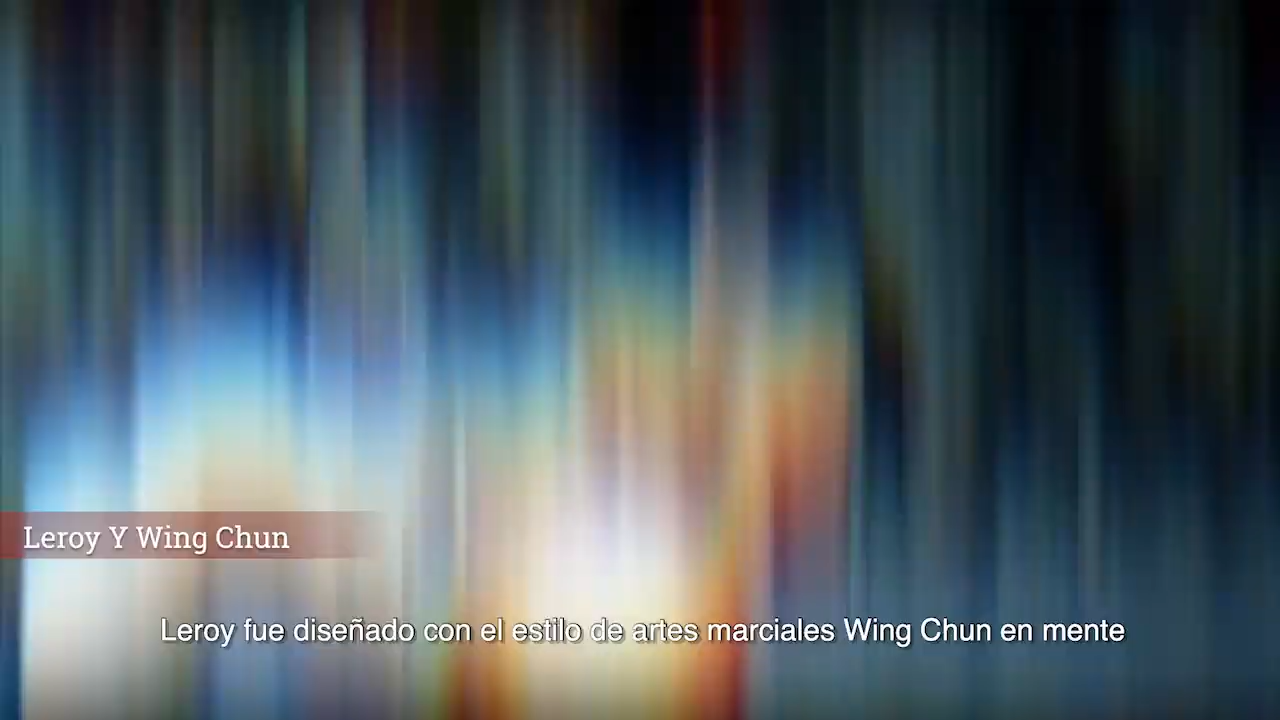 Leroy Y Wing Chun
Leroy fue diseñado con el estilo de artes marciales Wing Chun en mente